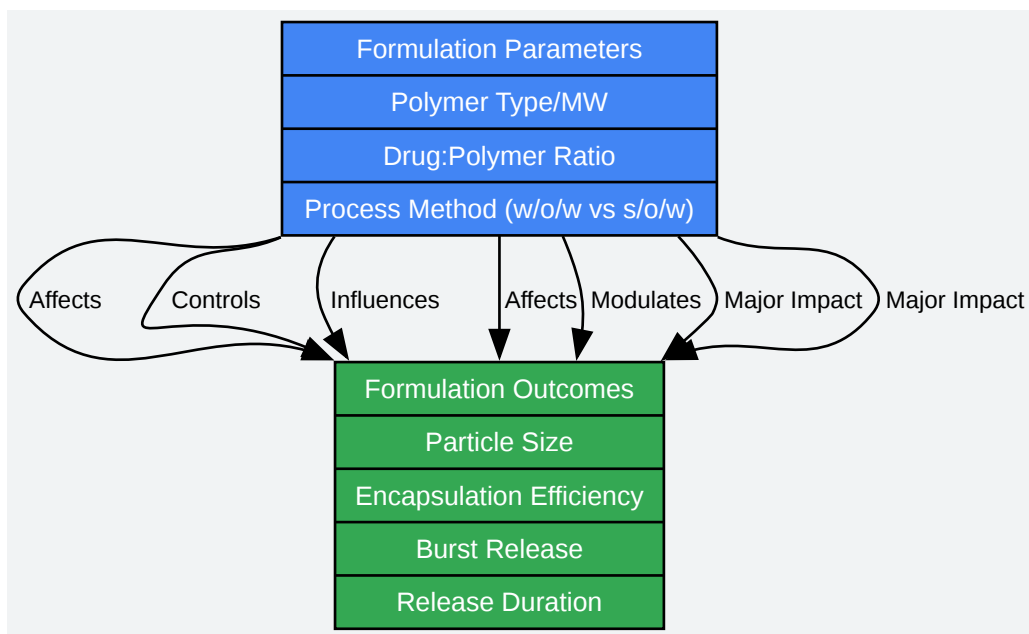 Formulation Parameters
Polymer Type/MW
Drug:Polymer Ratio
Process Method (w/o/w vs s/o/w)
Affects
Controls
Influences
Affects
Modulates
Major Impact
Major Impact
Formulation Outcomes
Particle Size
Encapsulation Efficiency
Burst Release
Release Duration